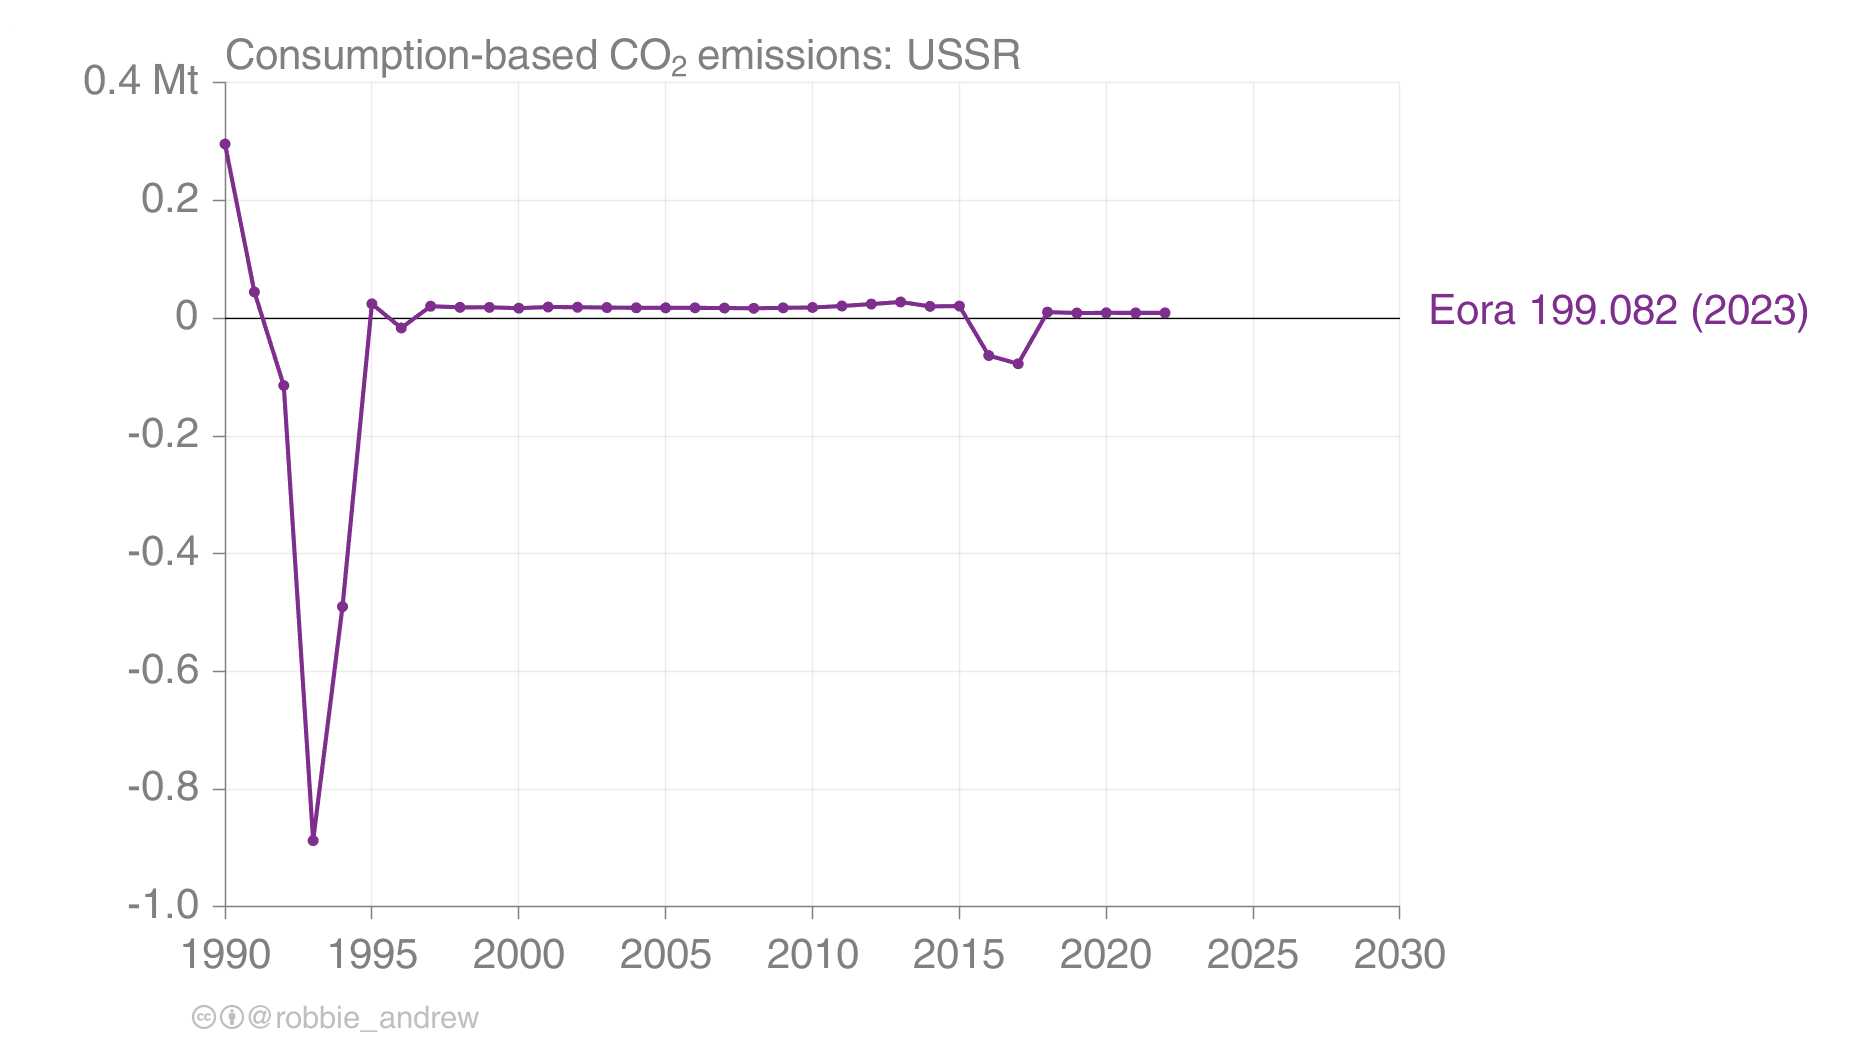 Consumption-based CO₂ emissions: USSR
0.4 Mt
0.2
0
-0.2
-0.4
-0.6
-0.8
-1.0
1990 1995 2000 2005 2010 2015 2020 2025 2030
Eora 199.082 (2023)
cc @robbie_andrew